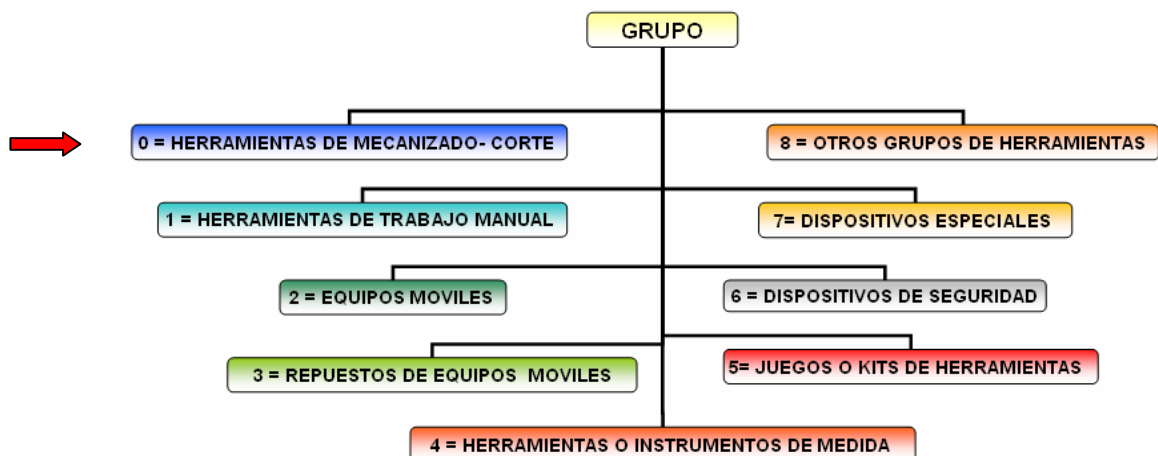 GRUPO
0 = HERRAMIENTAS DE MECANIZADO- CORTE
8 = OTROS GRUPOS DE HERRAMIENTAS
1 = HERRAMIENTAS DE TRABAJO MANUAL
7= DISPOSITIVOS ESPECIALES
2 = EQUIPOS MOVILES
6 = DISPOSITIVOS DE SEGURIDAD
3 = REPUESTOS DE EQUIPOS MOVILES
5= JUEGOS O KITS DE HERRAMIENTAS
4 = HERRAMIENTAS O INSTRUMENTOS DE MEDIDA